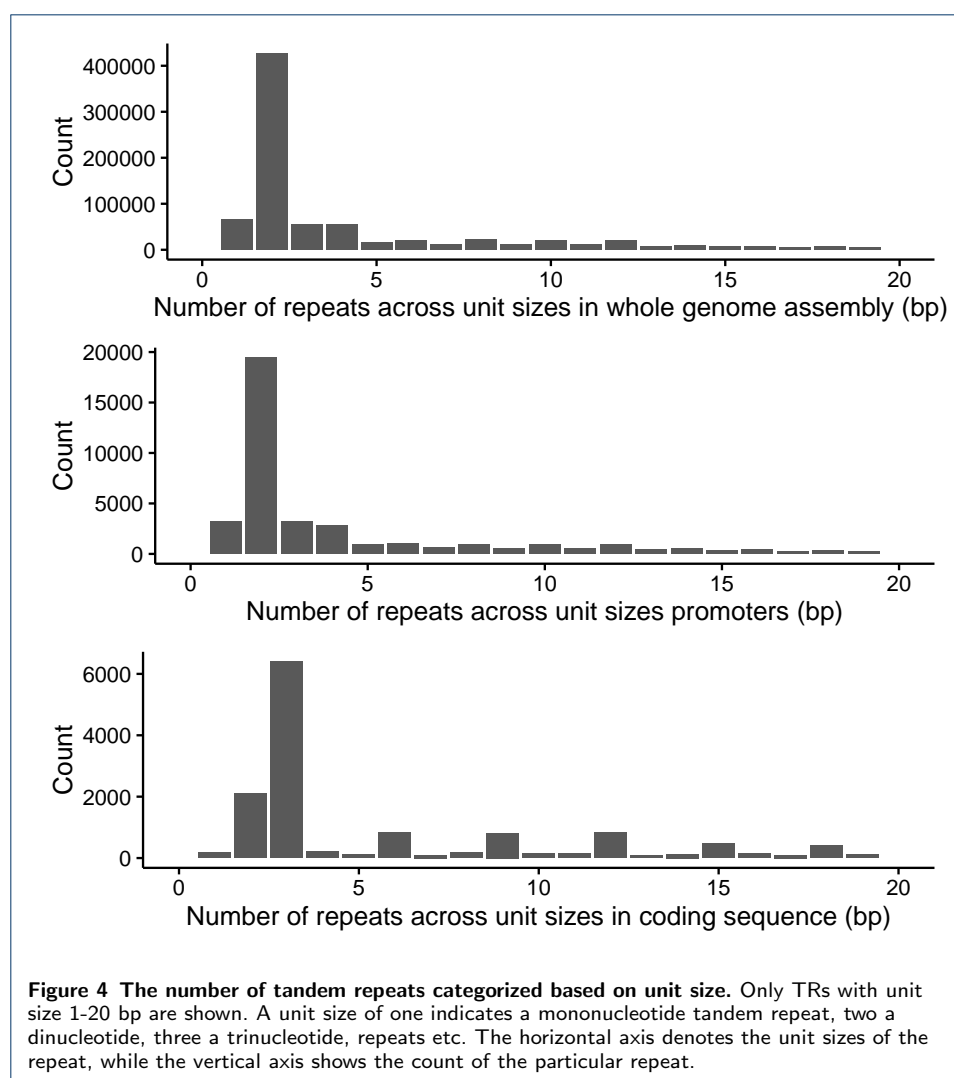 400000
300000
200000
100000
0
Count
0 5 10 15 20
Number of repeats across unit sizes in whole genome assembly (bp)
20000
15000
10000
5000
0
Count
0 5 10 15 20
Number of repeats across unit sizes promoters (bp)
6000
4000
2000
0
Count
0 5 10 15 20
Number of repeats across unit sizes in coding sequence (bp)
Figure 4 The number of tandem repeats categorized based on unit size. Only TRs with unit
size 1-20 bp are shown. A unit size of one indicates a mononucleotide tandem repeat, two a
dinucleotide, three a trinucleotide, repeats etc. The horizontal axis denotes the unit sizes of the
repeat, while the vertical axis shows the count of the particular repeat.